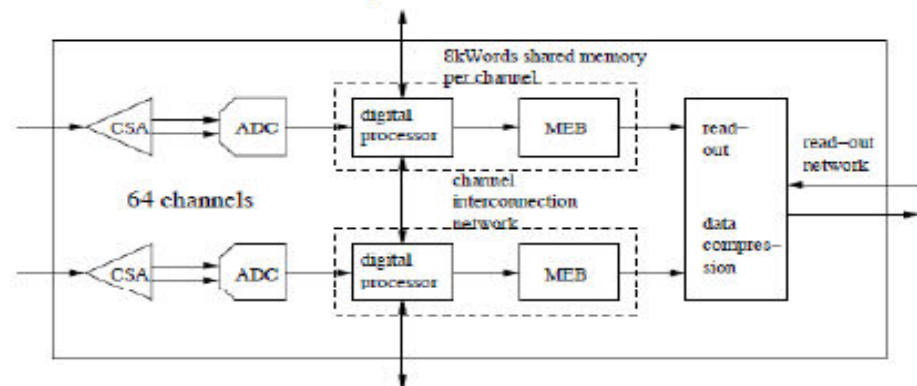 8kWords shared memory
per channel
CSA
ADC
digital
processor
MEB
read-
out
read-out
network
64 channels
channel
interconnection
network
data
compres-
sion
CSA
ADC
digital
processor
MEB